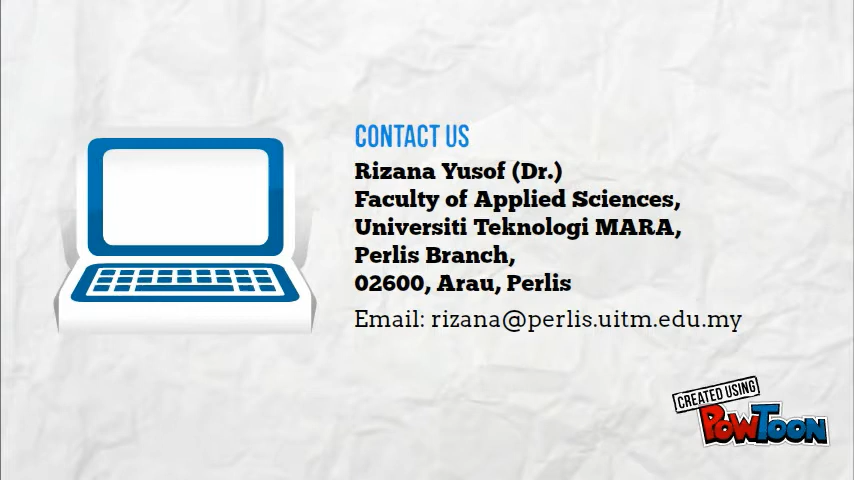 CONTACT US
Rizana Yusof (Dr.)
Faculty of Applied Sciences,
Universiti Teknologi MARA,
Perlis Branch,
02600, Arau, Perlis
Email: rizana@perlis.uitm.edu.my
CREATED USING
POWTOON